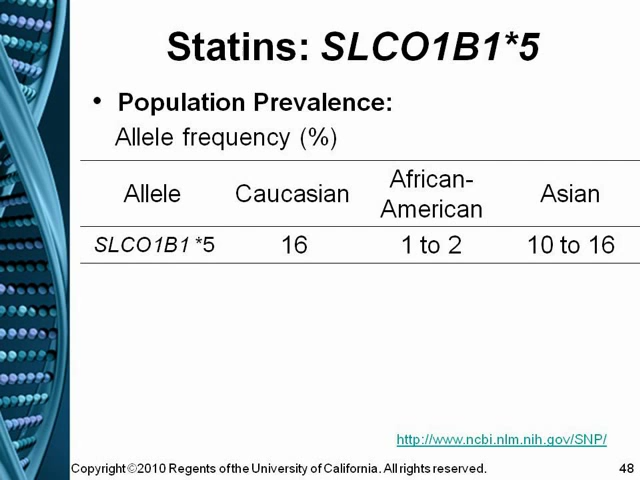 Statins: SLCO1B1*5
• Population Prevalence:
Allele frequency (%)
Allele Caucasian African-American Asian
SLCO1B1 *5 16 1 to 2 10 to 16
http://www.ncbi.nlm.nih.gov/SNP/
Copyright ©2010 Regents of the University of California. All rights reserved. 48